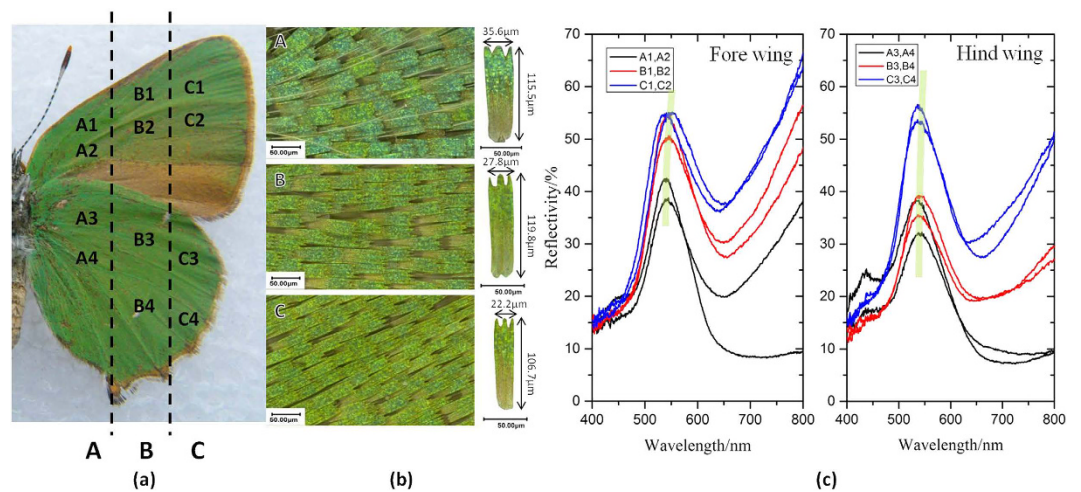 A1
A2
A3
A4
B1
B2
B3
B4
C1
C2
C3
C4
A B C
(a)
A
50.00μm
35.6μm
115.5μm
50.00μm
B
50.00μm
27.8μm
119.8μm
50.00μm
C
50.00μm
22.2μm
106.7μm
50.00μm
(b)
Reflectivity/%
70
60
50
40
30
20
10
0
400 500 600 700 800
Wavelength/nm
A1,A2
B1,B2
C1,C2
Fore wing
70
60
50
40
30
20
10
0
400 500 600 700 800
Wavelength/nm
A3,A4
B3,B4
C3,C4
Hind wing
(c)